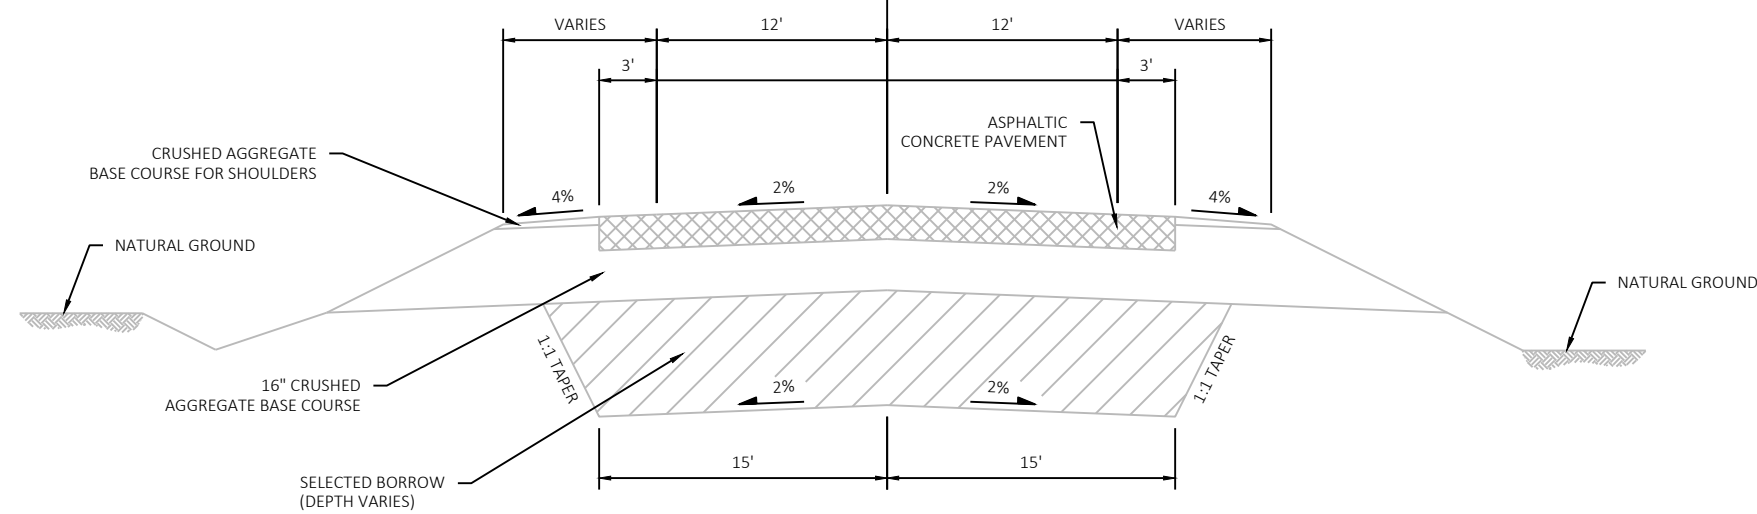 VARIES
12'
12'
VARIES
3'
3'
ASPHALTIC
CONCRETE PAVEMENT
CRUSHED AGGREGATE
BASE COURSE FOR SHOULDERS
4%
2%
2%
4%
NATURAL GROUND
NATURAL GROUND
1:1 TAPER
1:1 TAPER
16" CRUSHED
AGGREGATE BASE COURSE
2%
2%
15'
15'
SELECTED BORROW
(DEPTH VARIES)